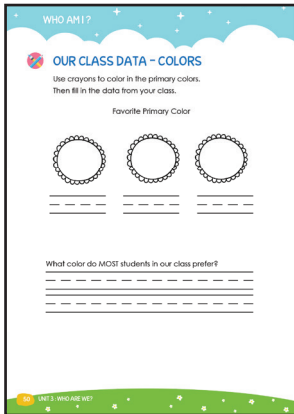 WHO AM I?
OUR CLASS DATA - COLORS
Use crayons to color in the primary colors.
Then fill in the data from your class.
Favorite Primary Color
What color do MOST students in our class prefer?
50 UNIT 3: WHO ARE WE?